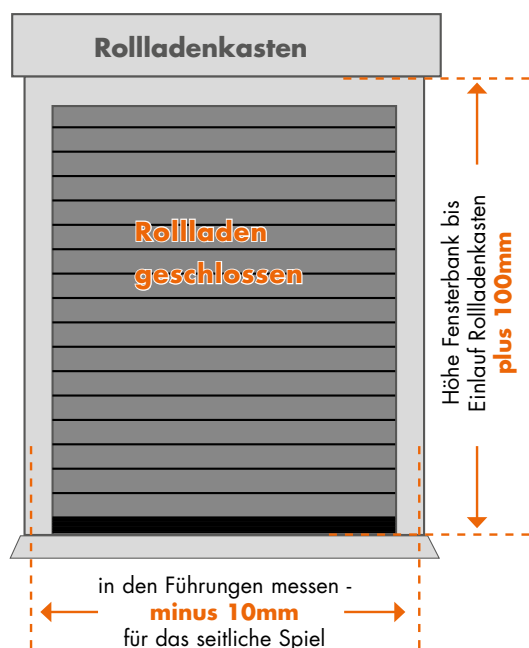 Rollladenkasten
Rollladen
geschlossen
Höhe Fensterbank bis
Einlauf Rollladenkasten
plus 100mm
in den Führungen messen -
minus 10mm
für das seitliche Spiel